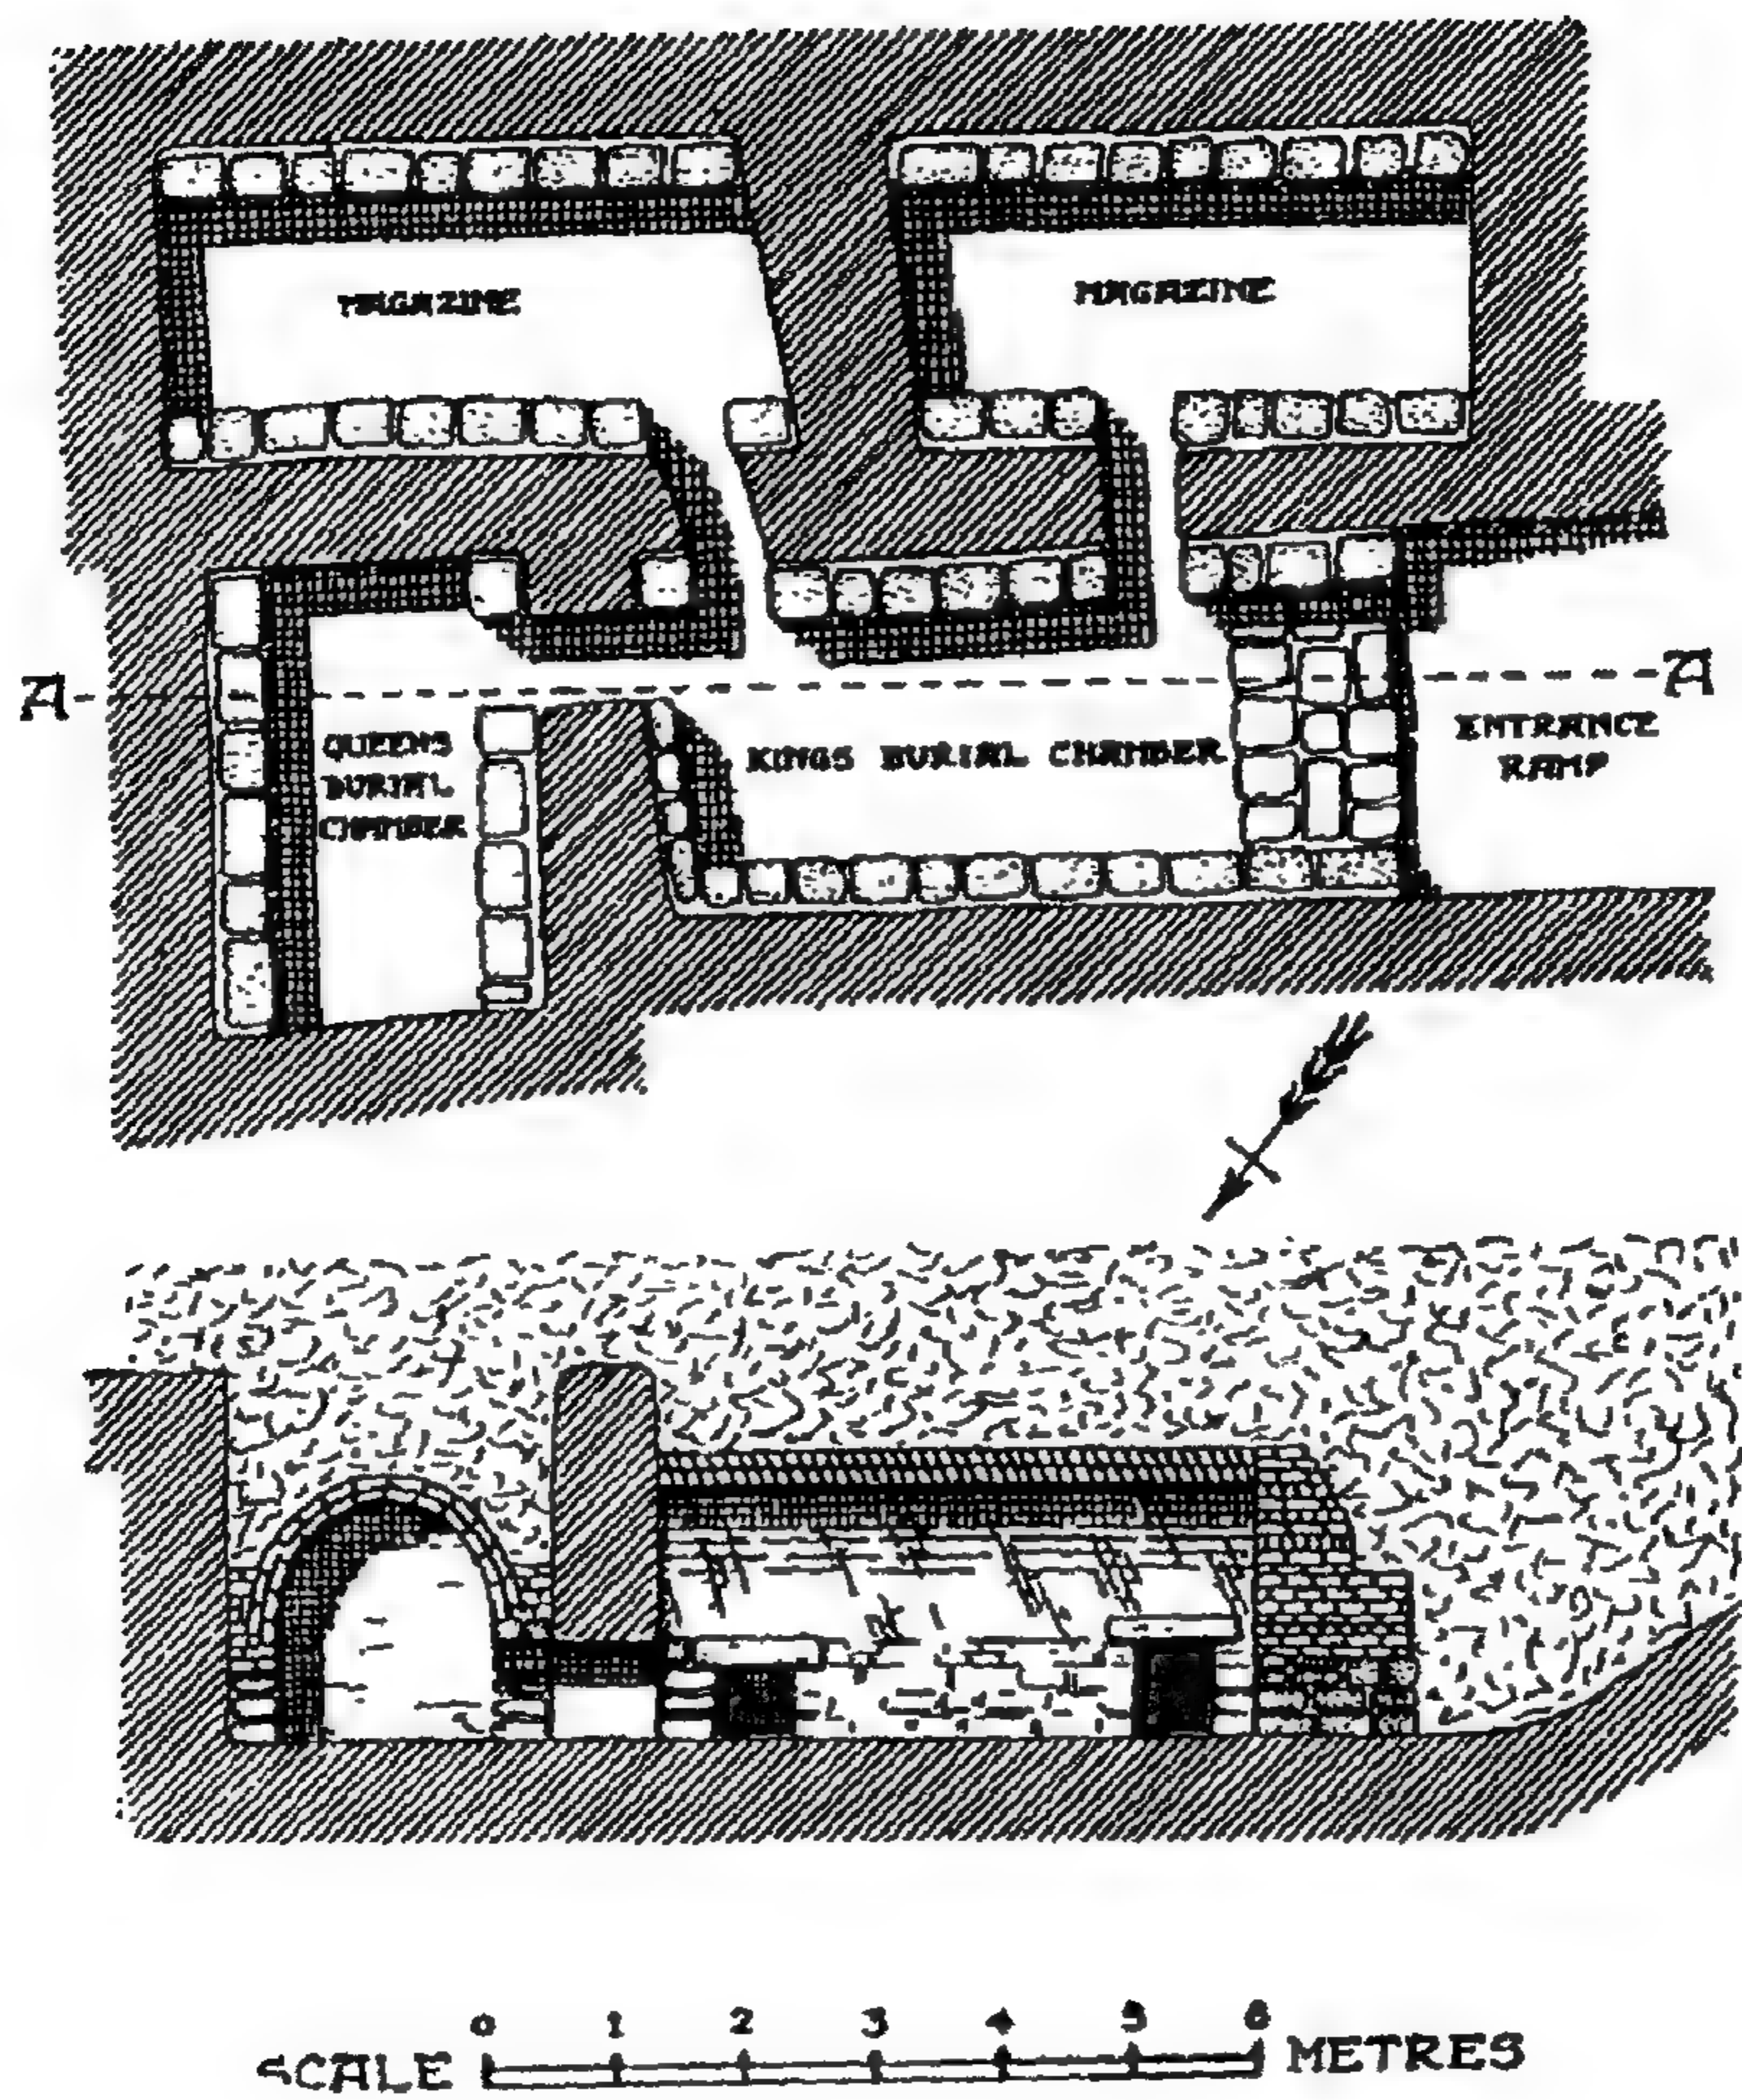 MAGAZINE
MAGAZINE
A
A
QUEENS
BURIAL
CHAMBER
KINGS BURIAL CHAMBER
ENTRANCE
RAMP
0 1 2 3 4 5 6
SCALE METRES